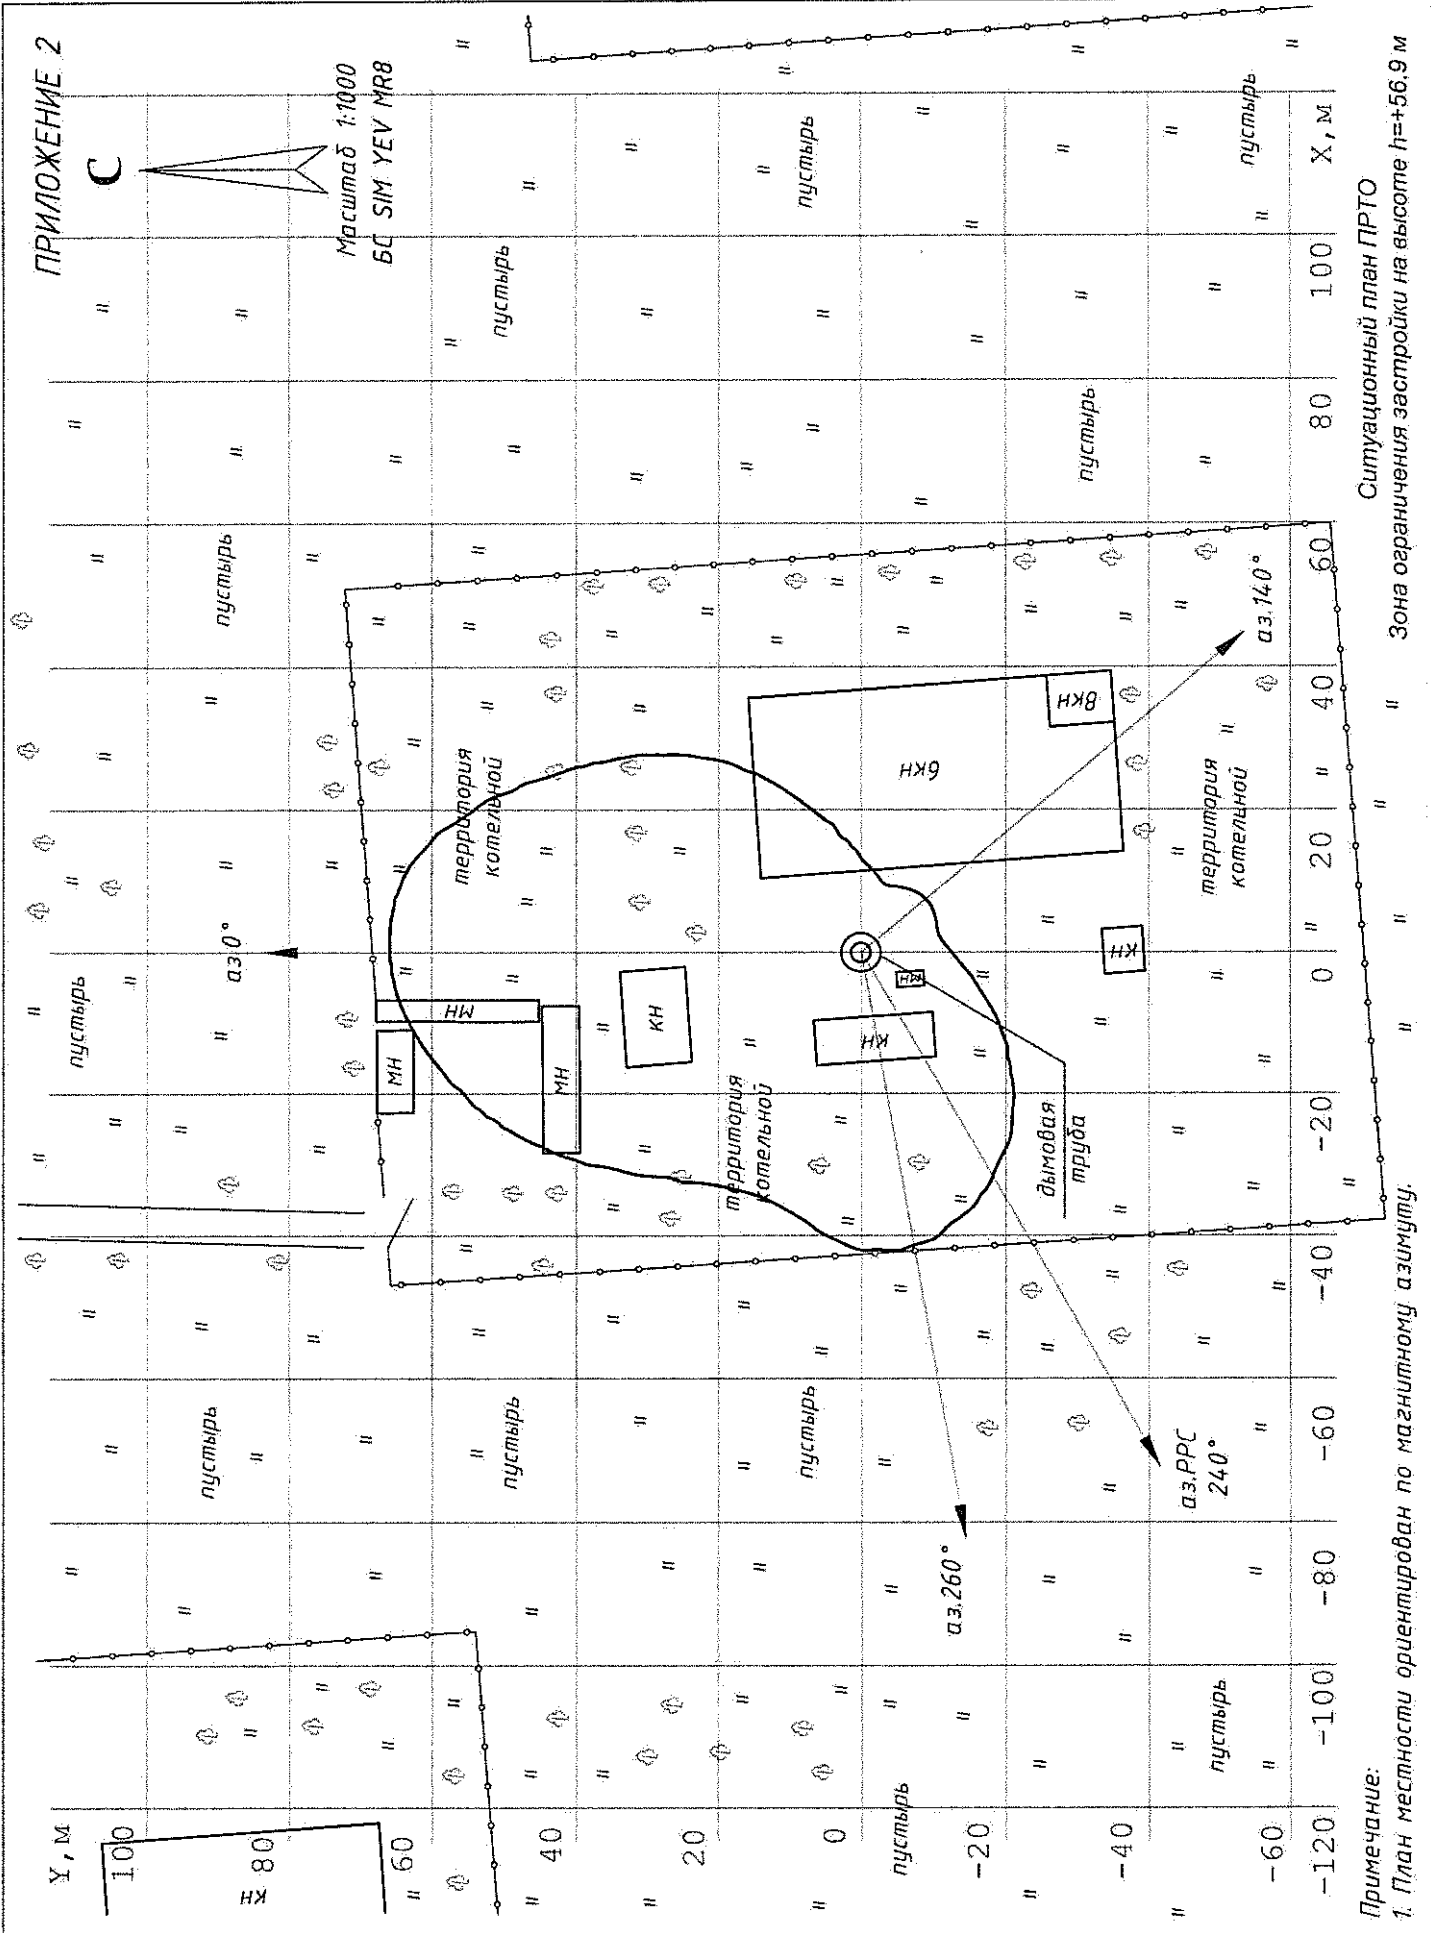 ПРИЛОЖЕНИЕ 2
С
Масштаб 1:1000
БС SIM YEV MR8
Y, м
100
80
60
40
20
0
-20
-40
-60
-120
-100
-80
-60
-40
-20
0
20
40
60
80
100
X, м
кн
пустырь
пустырь
пустырь
пустырь
пустырь
пустырь
пустырь
пустырь
пустырь
пустырь
пустырь
пустырь
аз.0°
МН
МН
МН
КН
КН
МН
КН
6КН
8КН
территория
котельной
территория
котельной
территория
котельной
дымовая
труба
аз.140°
аз.260°
аз.РРС
240°
Ситуационный план ПРТО
Зона ограничения застройки на высоте h=+56.9 м
Примечание:
1. План местности ориентирован по магнитному азимуту.